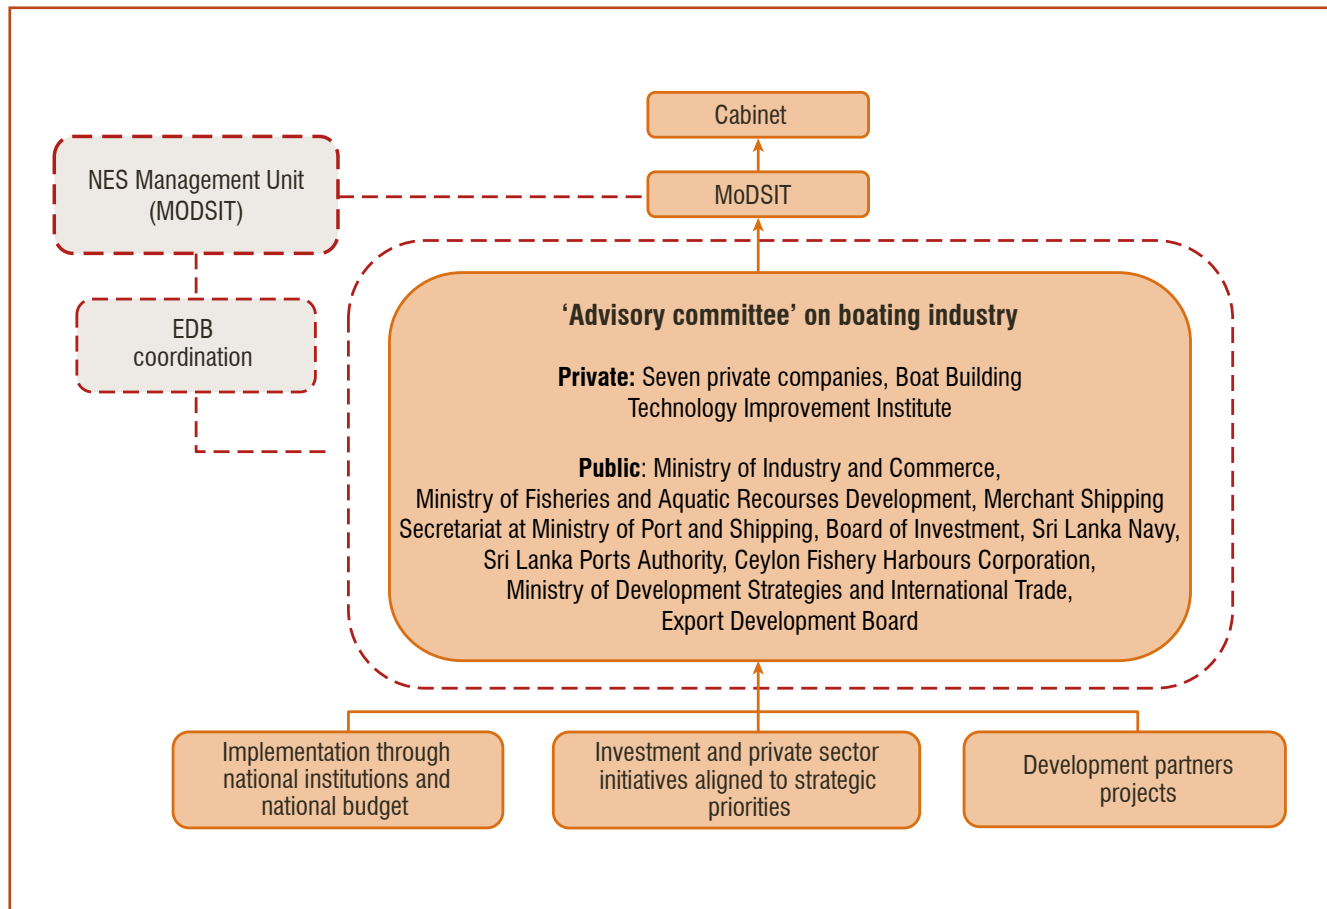 Cabinet
MoDSIT
NES Management Unit
(MODSIT)
EDB
coordination
‘Advisory committee’ on boating industry
Private: Seven private companies, Boat Building
Technology Improvement Institute
Public: Ministry of Industry and Commerce,
Ministry of Fisheries and Aquatic Recourses Development, Merchant Shipping
Secretariat at Ministry of Port and Shipping, Board of Investment, Sri Lanka Navy,
Sri Lanka Ports Authority, Ceylon Fishery Harbours Corporation,
Ministry of Development Strategies and International Trade,
Export Development Board
Implementation through
national institutions and
national budget
Investment and private sector
initiatives aligned to strategic
priorities
Development partners
projects